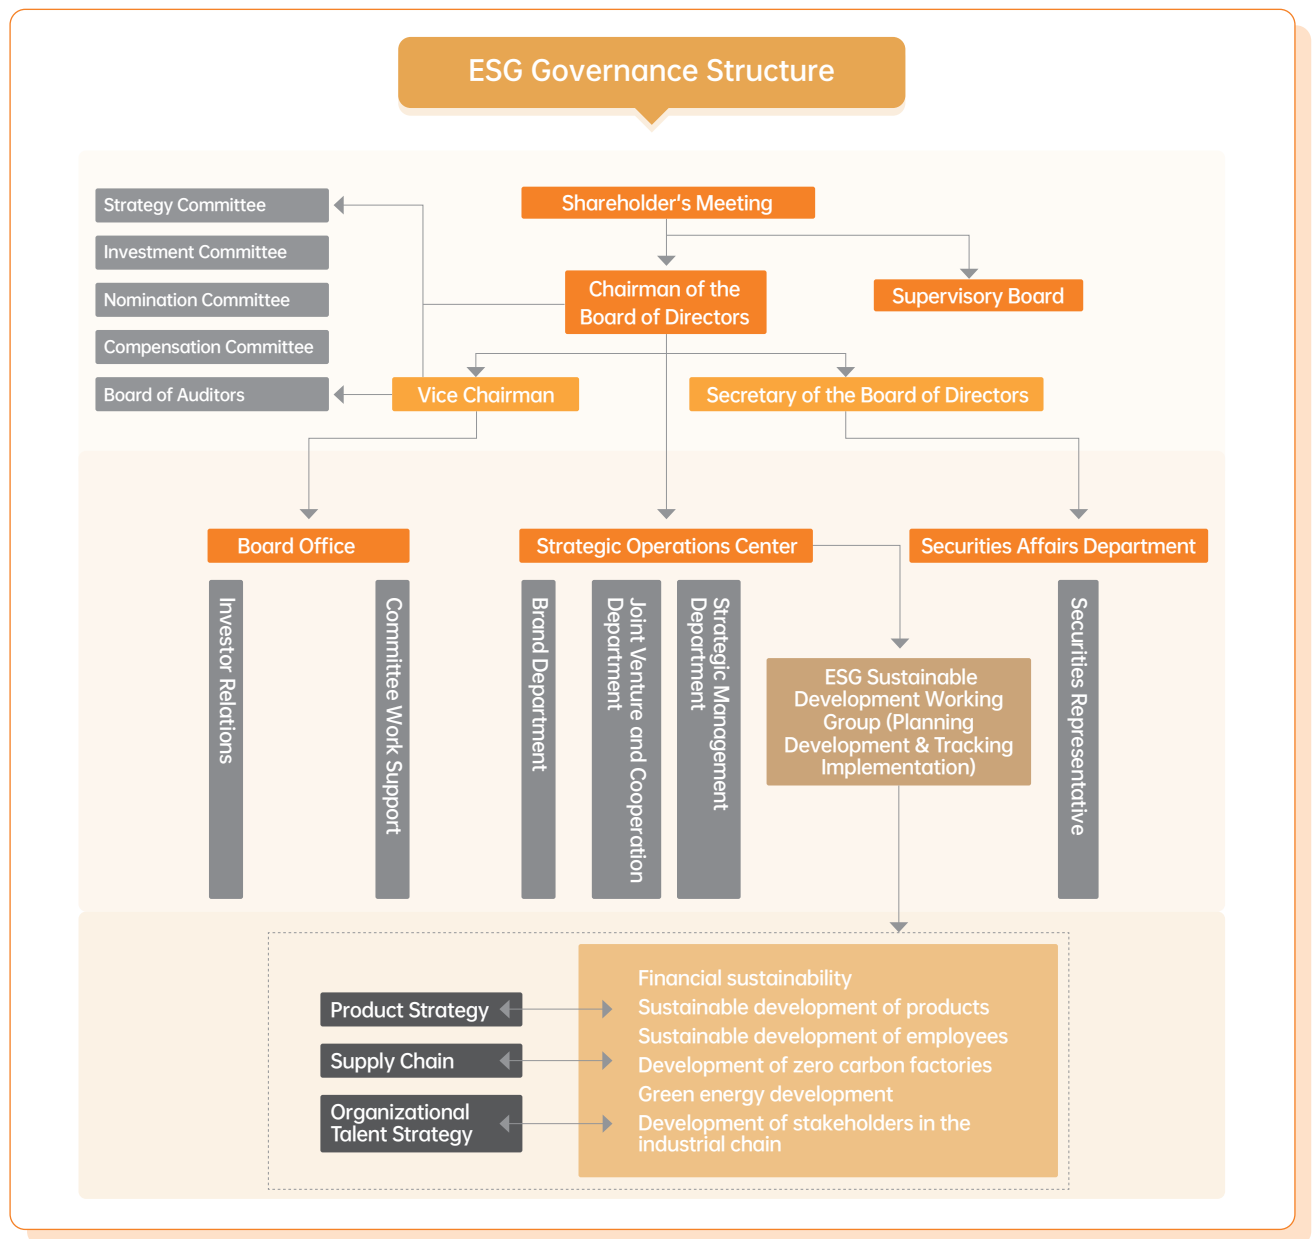 ESG Governance Structure
Strategy Committee
Investment Committee
Nomination Committee
Compensation Committee
Board of Auditors
Shareholder's Meeting
Chairman of the
Board of Directors
Supervisory Board
Vice Chairman
Secretary of the Board of Directors
Board Office
Strategic Operations Center
Securities Affairs Department
Investor Relations
Committee Work Support
Brand Department
Joint Venture and Cooperation
Department
Strategic Management
Department
ESG Sustainable
Development Working
Group (Planning
Development & Tracking
Implementation)
Securities Representative
Product Strategy
Supply Chain
Organizational
Talent Strategy
Financial sustainability
Sustainable development of products
Sustainable development of employees
Development of zero carbon factories
Green energy development
Development of stakeholders in the
industrial chain